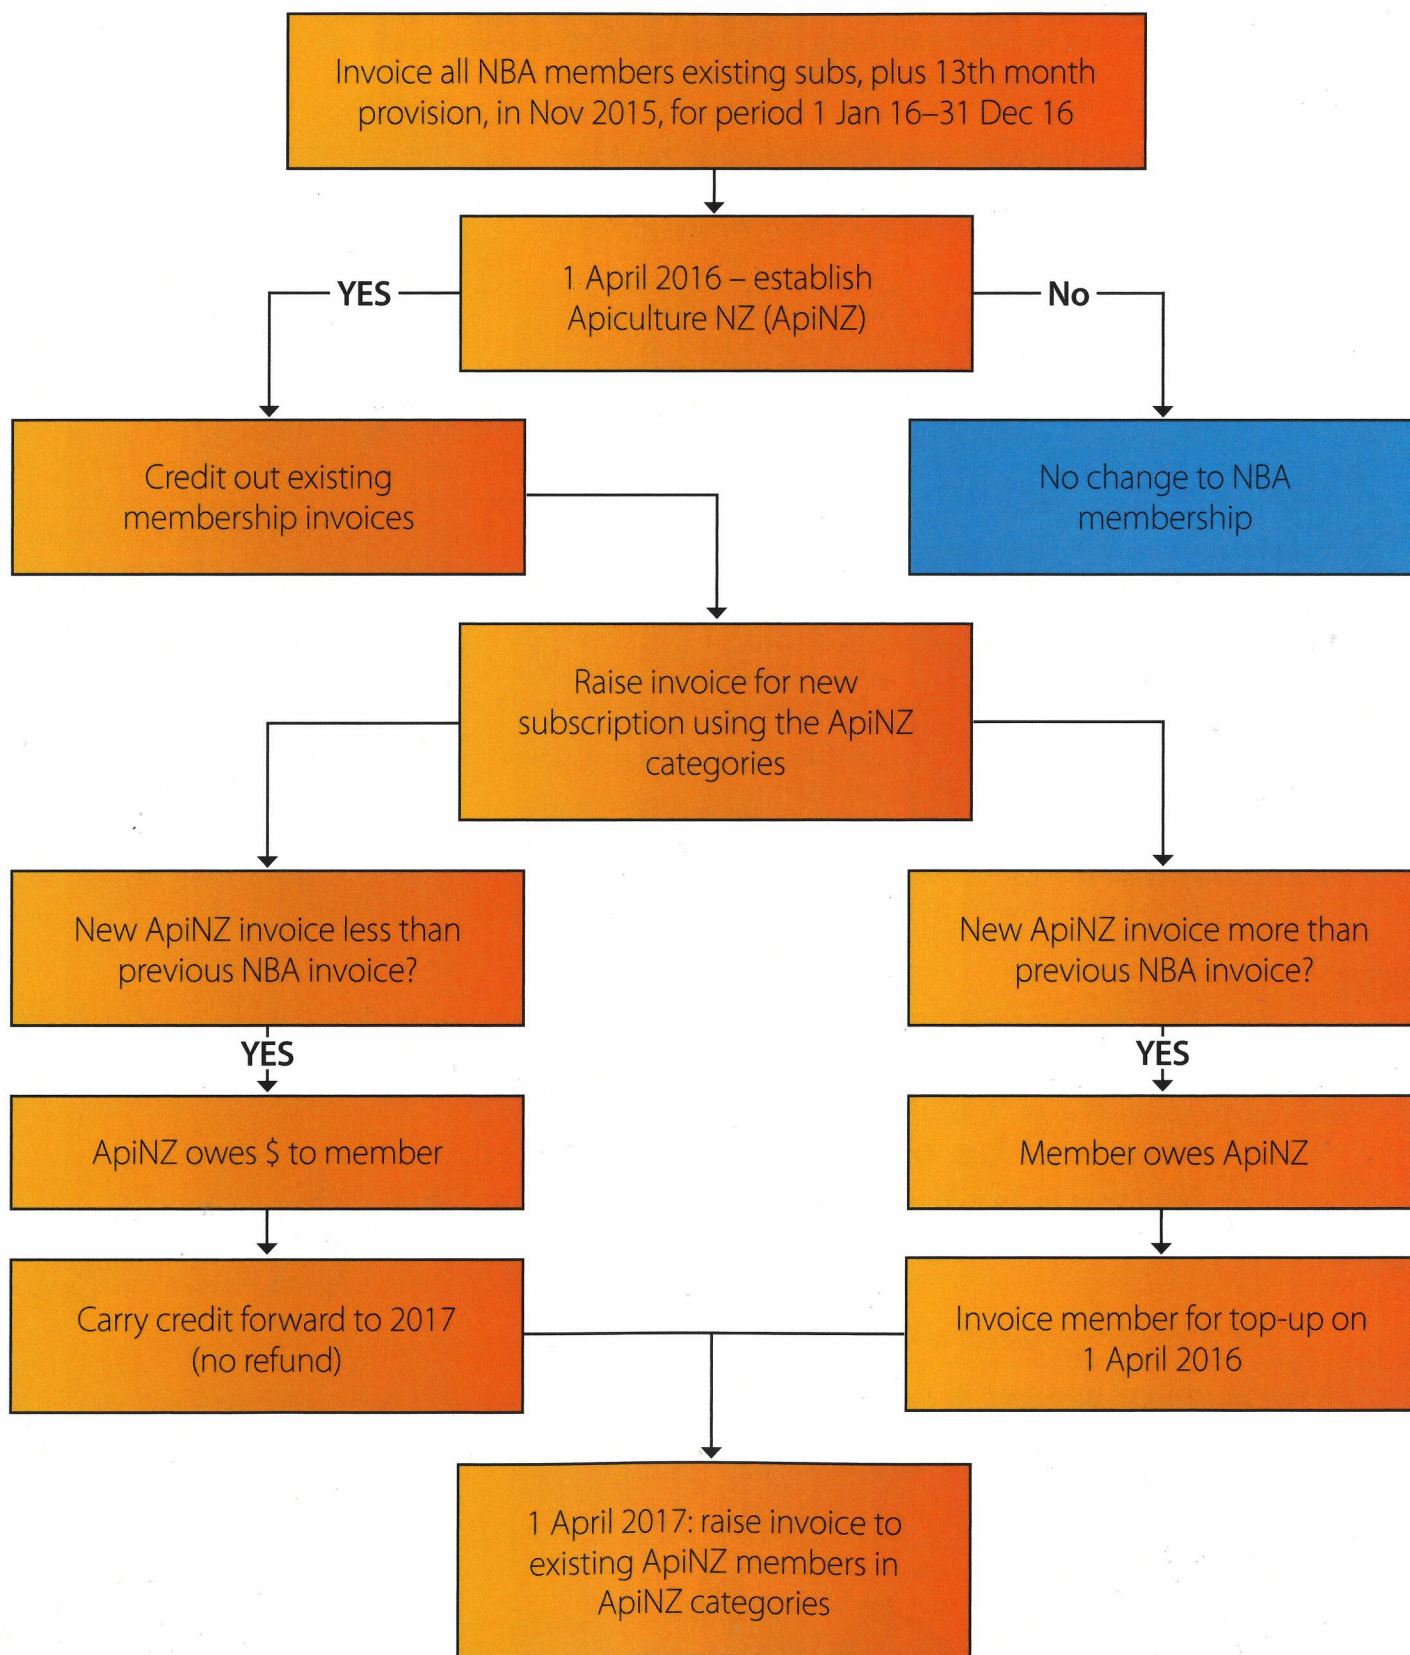 Invoice all NBA members existing subs, plus 13th month
provision, in Nov 2015, for period 1 Jan 16–31 Dec 16
1 April 2016 – establish
Apiculture NZ (ApiNZ)
YES
No
Credit out existing
membership invoices
No change to NBA
membership
Raise invoice for new
subscription using the ApiNZ
categories
New ApiNZ invoice less than
previous NBA invoice?
New ApiNZ invoice more than
previous NBA invoice?
YES
YES
ApiNZ owes $ to member
Member owes ApiNZ
Carry credit forward to 2017
(no refund)
Invoice member for top-up on
1 April 2016
1 April 2017: raise invoice to
existing ApiNZ members in
ApiNZ categories